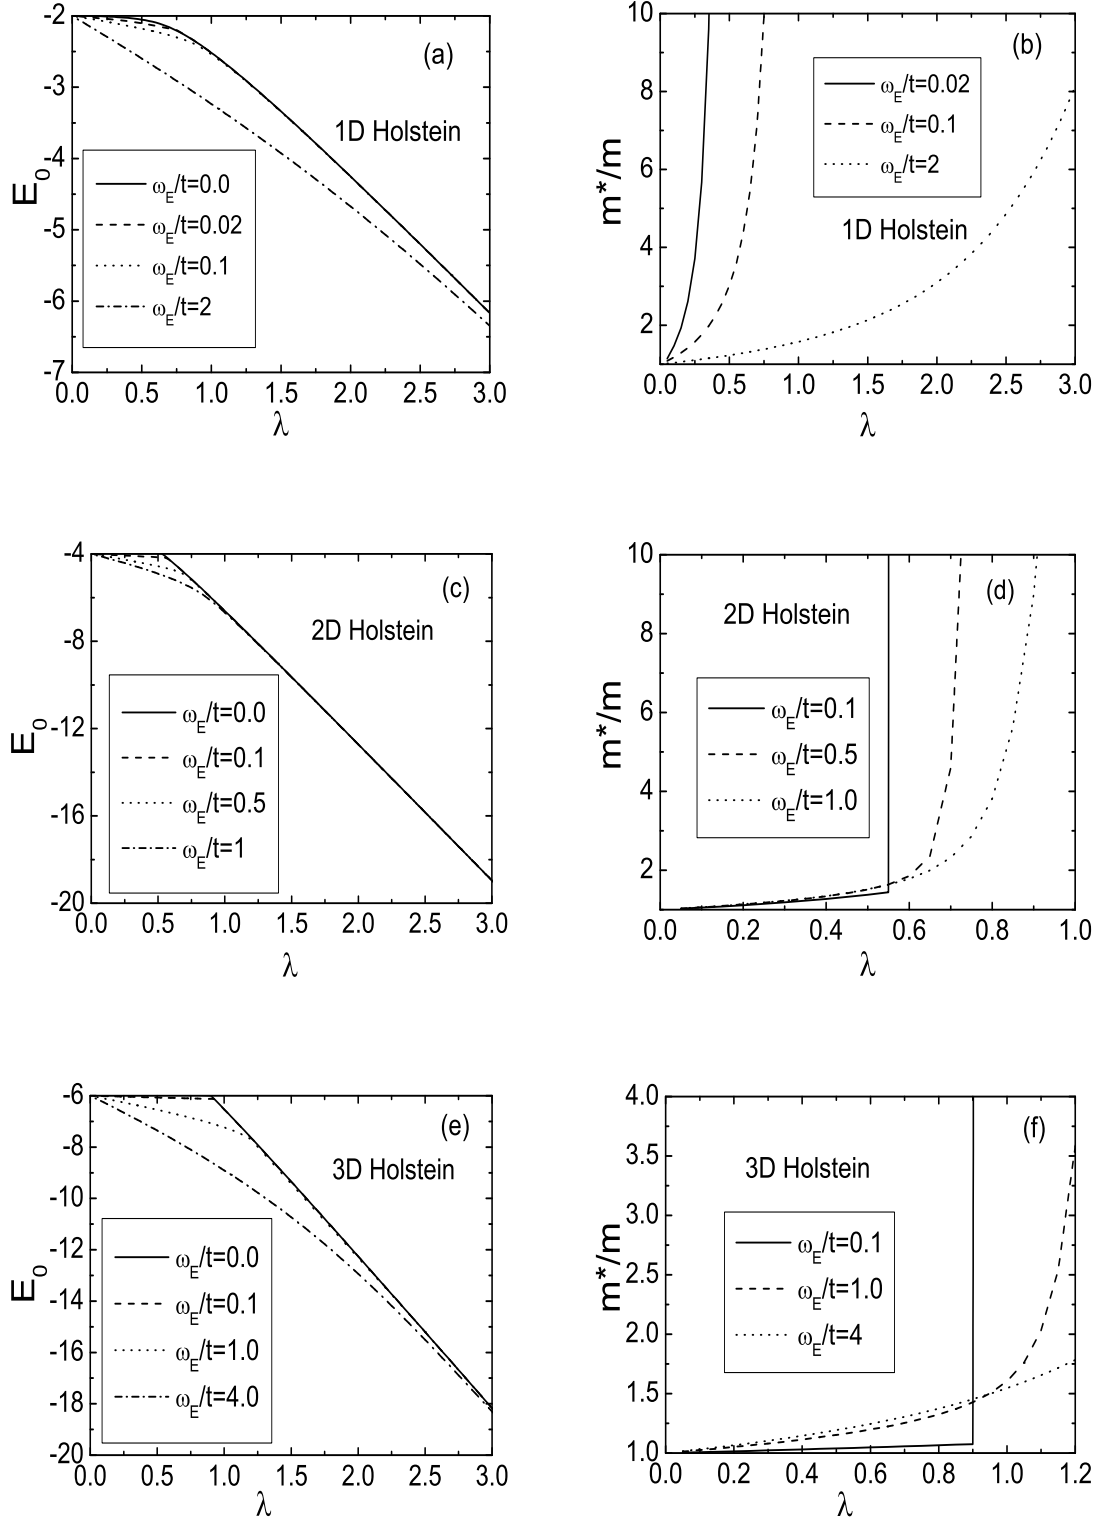 (a)
1D Holstein
E0
-2
-3
-4
-5
-6
-7
ωE/t=0.0
ωE/t=0.02
ωE/t=0.1
ωE/t=2
0.0 0.5 1.0 1.5 2.0 2.5 3.0
λ
(b)
m*/m
10
8
6
4
2
ωE/t=0.02
ωE/t=0.1
ωE/t=2
1D Holstein
0.0 0.5 1.0 1.5 2.0 2.5 3.0
λ
(c)
2D Holstein
E0
-4
-8
-12
-16
-20
ωE/t=0.0
ωE/t=0.1
ωE/t=0.5
ωE/t=1
0.0 0.5 1.0 1.5 2.0 2.5 3.0
λ
(d)
2D Holstein
m*/m
10
8
6
4
2
ωE/t=0.1
ωE/t=0.5
ωE/t=1.0
0.0 0.2 0.4 0.6 0.8 1.0
λ
(e)
3D Holstein
E0
-6
-8
-10
-12
-14
-16
-18
-20
ωE/t=0.0
ωE/t=0.1
ωE/t=1.0
ωE/t=4.0
0.0 0.5 1.0 1.5 2.0 2.5 3.0
λ
(f)
3D Holstein
m*/m
4.0
3.5
3.0
2.5
2.0
1.5
1.0
ωE/t=0.1
ωE/t=1.0
ωE/t=4
0.0 0.2 0.4 0.6 0.8 1.0 1.2
λ